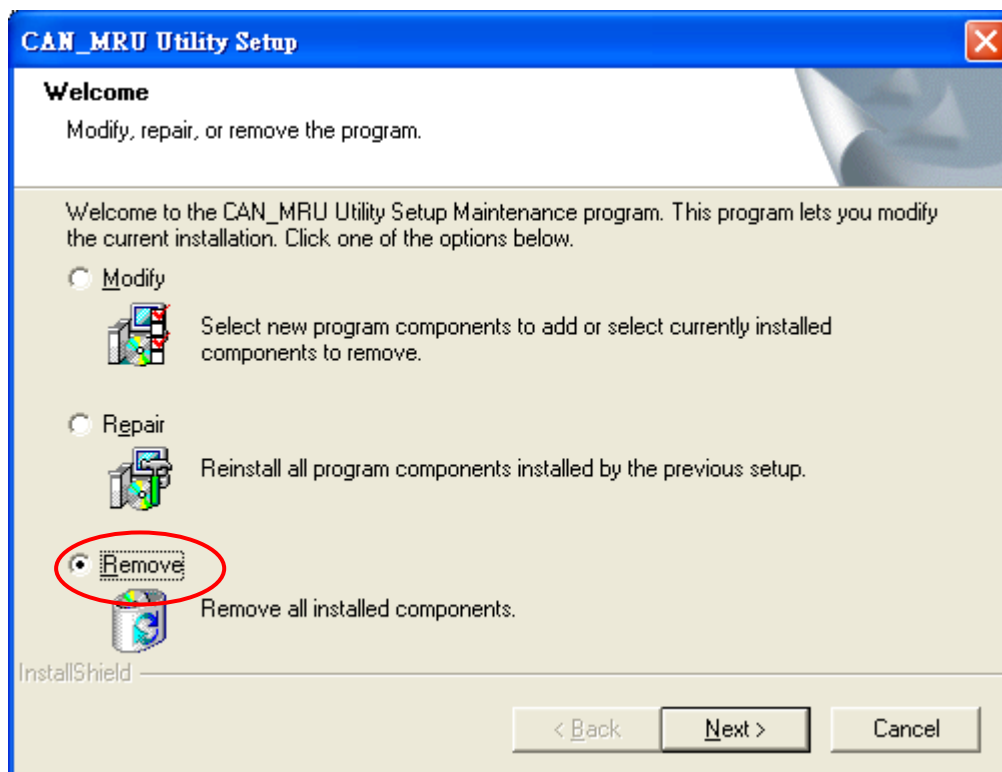 CAN_MRU Utility Setup
Welcome
Modify, repair, or remove the program.
Welcome to the CAN_MRU Utility Setup Maintenance program. This program lets you modify
the current installation. Click one of the options below.
Modify
Select new program components to add or select currently installed
components to remove.
Repair
Reinstall all program components installed by the previous setup.
Remove
Remove all installed components.
InstallShield
< Back Next > Cancel